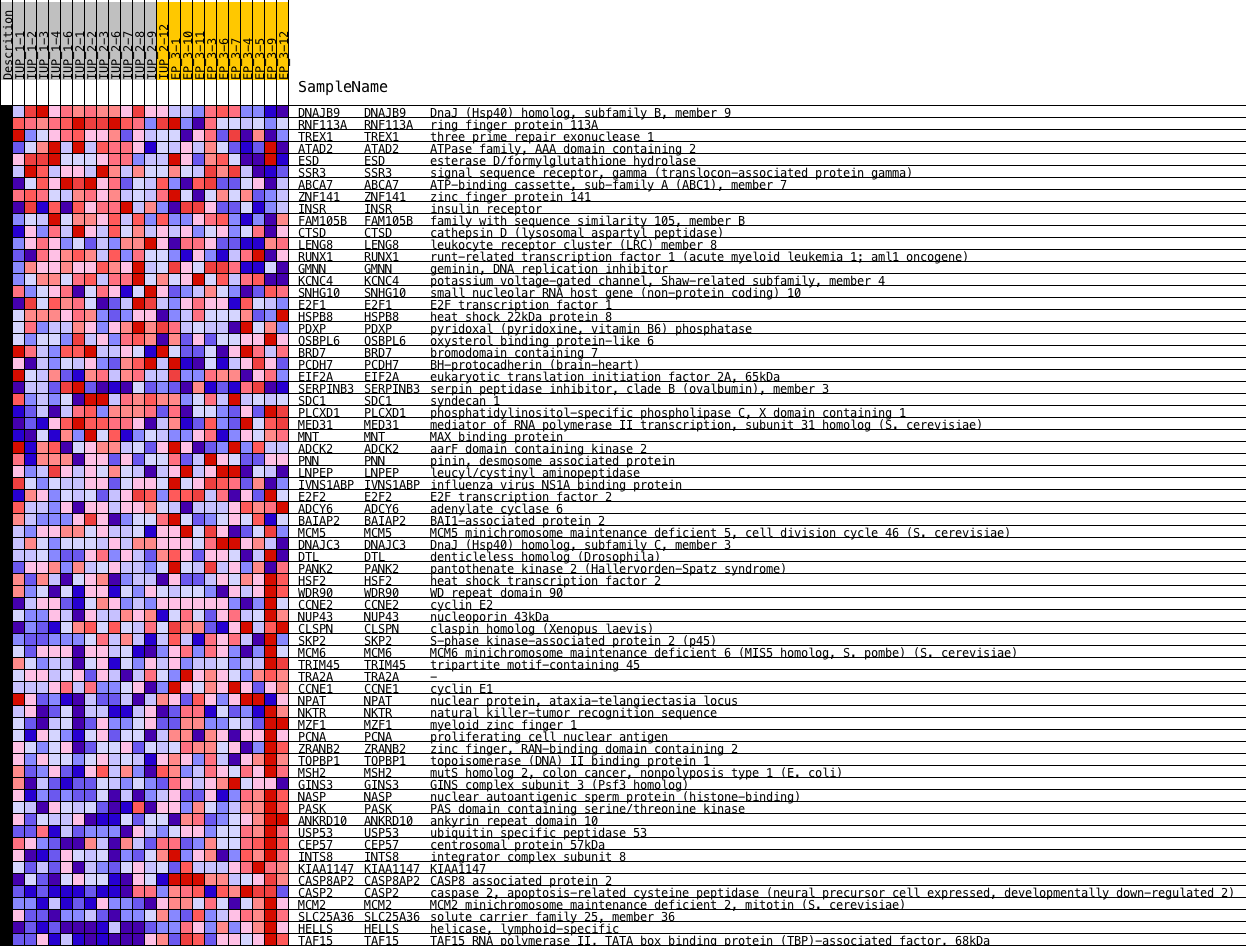 Descrition
IUP_1-1
IUP_1-2
IUP_1-3
IUP_1-4
IUP_1-6
IUP_2-1
IUP_2-2
IUP_2-3
IUP_2-6
IUP_2-7
IUP_2-8
IUP_2-9
IUP_2-12
EP_3-1
EP_3-10
EP_3-11
EP_3-3
EP_3-6
EP_3-7
EP_3-4
EP_3-5
EP_3-9
EP_3-12
SampleName
DNAJB9 DNAJB9 DnaJ (Hsp40) homolog, subfamily B, member 9
RNF113A RNF113A ring finger protein 113A
TREX1 TREX1 three prime repair exonuclease 1
ATAD2 ATAD2 ATPase family, AAA domain containing 2
ESD ESD esterase D/formylglutathione hydrolase
SSR3 SSR3 signal sequence receptor, gamma (translocon-associated protein gamma)
ABCA7 ABCA7 ATP-binding cassette, sub-family A (ABC1), member 7
ZNF141 ZNF141 zinc finger protein 141
INSR INSR insulin receptor
FAM105B FAM105B family with sequence similarity 105, member B
CTSD CTSD cathepsin D (lysosomal aspartyl peptidase)
LENG8 LENG8 leukocyte receptor cluster (LRC) member 8
RUNX1 RUNX1 runt-related transcription factor 1 (acute myeloid leukemia 1; aml1 oncogene)
GMNN GMNN geminin, DNA replication inhibitor
KCNC4 KCNC4 potassium voltage-gated channel, Shaw-related subfamily, member 4
SNHG10 SNHG10 small nucleolar RNA host gene (non-protein coding) 10
E2F1 E2F1 E2F transcription factor 1
HSPB8 HSPB8 heat shock 22kDa protein 8
PDXP PDXP pyridoxal (pyridoxine, vitamin B6) phosphatase
OSBPL6 OSBPL6 oxysterol binding protein-like 6
BRD7 BRD7 bromodomain containing 7
PCDH7 PCDH7 BH-protocadherin (brain-heart)
EIF2A EIF2A eukaryotic translation initiation factor 2A, 65kDa
SERPINB3 SERPINB3 serpin peptidase inhibitor, clade B (ovalbumin), member 3
SDC1 SDC1 syndecan 1
PLCXD1 PLCXD1 phosphatidylinositol-specific phospholipase C, X domain containing 1
MED31 MED31 mediator of RNA polymerase II transcription, subunit 31 homolog (S. cerevisiae)
MNT MNT MAX binding protein
ADCK2 ADCK2 aarF domain containing kinase 2
PNN PNN pinin, desmosome associated protein
LNPEP LNPEP leucyl/cystinyl aminopeptidase
IVNS1ABP IVNS1ABP influenza virus NS1A binding protein
E2F2 E2F2 E2F transcription factor 2
ADCY6 ADCY6 adenylate cyclase 6
BAIAP2 BAIAP2 BAI1-associated protein 2
MCM5 MCM5 MCM5 minichromosome maintenance deficient 5, cell division cycle 46 (S. cerevisiae)
DNAJC3 DNAJC3 DnaJ (Hsp40) homolog, subfamily C, member 3
DTL DTL denticleless homolog (Drosophila)
PANK2 PANK2 pantothenate kinase 2 (Hallervorden-Spatz syndrome)
HSF2 HSF2 heat shock transcription factor 2
WDR90 WDR90 WD repeat domain 90
CCNE2 CCNE2 cyclin E2
NUP43 NUP43 nucleoporin 43kDa
CLSPN CLSPN claspin homolog (Xenopus laevis)
SKP2 SKP2 S-phase kinase-associated protein 2 (p45)
MCM6 MCM6 MCM6 minichromosome maintenance deficient 6 (MIS5 homolog, S. pombe) (S. cerevisiae)
TRIM45 TRIM45 tripartite motif-containing 45
TRA2A TRA2A -
CCNE1 CCNE1 cyclin E1
NPAT NPAT nuclear protein, ataxia-telangiectasia locus
NKTR NKTR natural killer-tumor recognition sequence
MZF1 MZF1 myeloid zinc finger 1
PCNA PCNA proliferating cell nuclear antigen
ZRANB2 ZRANB2 zinc finger, RAN-binding domain containing 2
TOPBP1 TOPBP1 topoisomerase (DNA) II binding protein 1
MSH2 MSH2 mutS homolog 2, colon cancer, nonpolyposis type 1 (E. coli)
GINS3 GINS3 GINS complex subunit 3 (Psf3 homolog)
NASP NASP nuclear autoantigenic sperm protein (histone-binding)
PASK PASK PAS domain containing serine/threonine kinase
ANKRD10 ANKRD10 ankyrin repeat domain 10
USP53 USP53 ubiquitin specific peptidase 53
CEP57 CEP57 centrosomal protein 57kDa
INTS8 INTS8 integrator complex subunit 8
KIAA1147 KIAA1147 KIAA1147
CASP8AP2 CASP8AP2 CASP8 associated protein 2
CASP2 CASP2 caspase 2, apoptosis-related cysteine peptidase (neural precursor cell expressed, developmentally down-regulated 2)
MCM2 MCM2 MCM2 minichromosome maintenance deficient 2, mitotin (S. cerevisiae)
SLC25A36 SLC25A36 solute carrier family 25, member 36
HELLS HELLS helicase, lymphoid-specific
TAF15 TAF15 TAF15 RNA polymerase II, TATA box binding protein (TBP)-associated factor, 68kDa